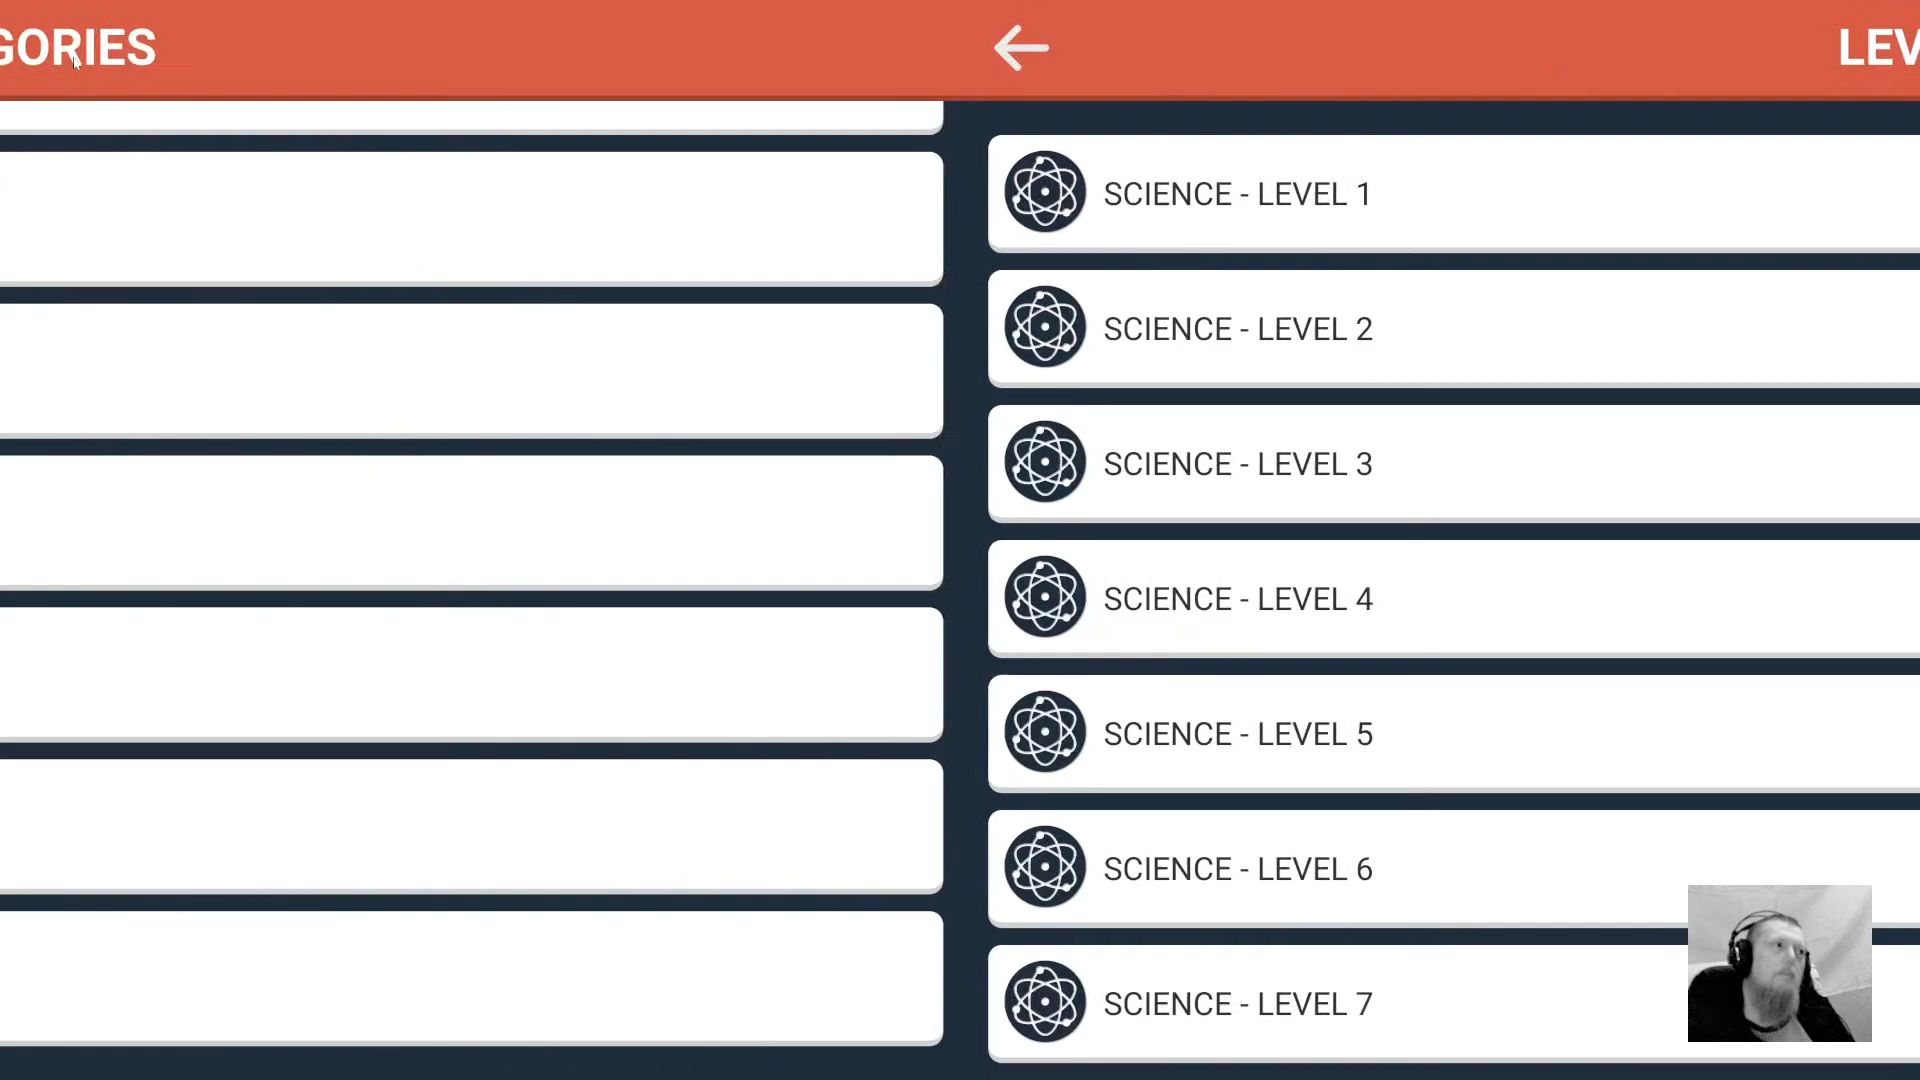 GORIES
LEV
SCIENCE - LEVEL 1
SCIENCE - LEVEL 2
SCIENCE - LEVEL 3
SCIENCE - LEVEL 4
SCIENCE - LEVEL 5
SCIENCE - LEVEL 6
SCIENCE - LEVEL 7